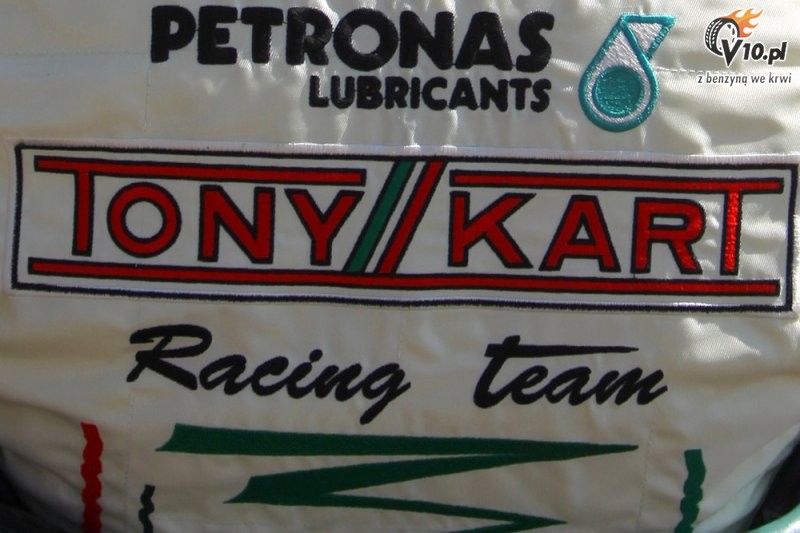 PETRONAS
LUBRICANTS
V10.pl
z benzyną we krwi
TONY KART
Racing team